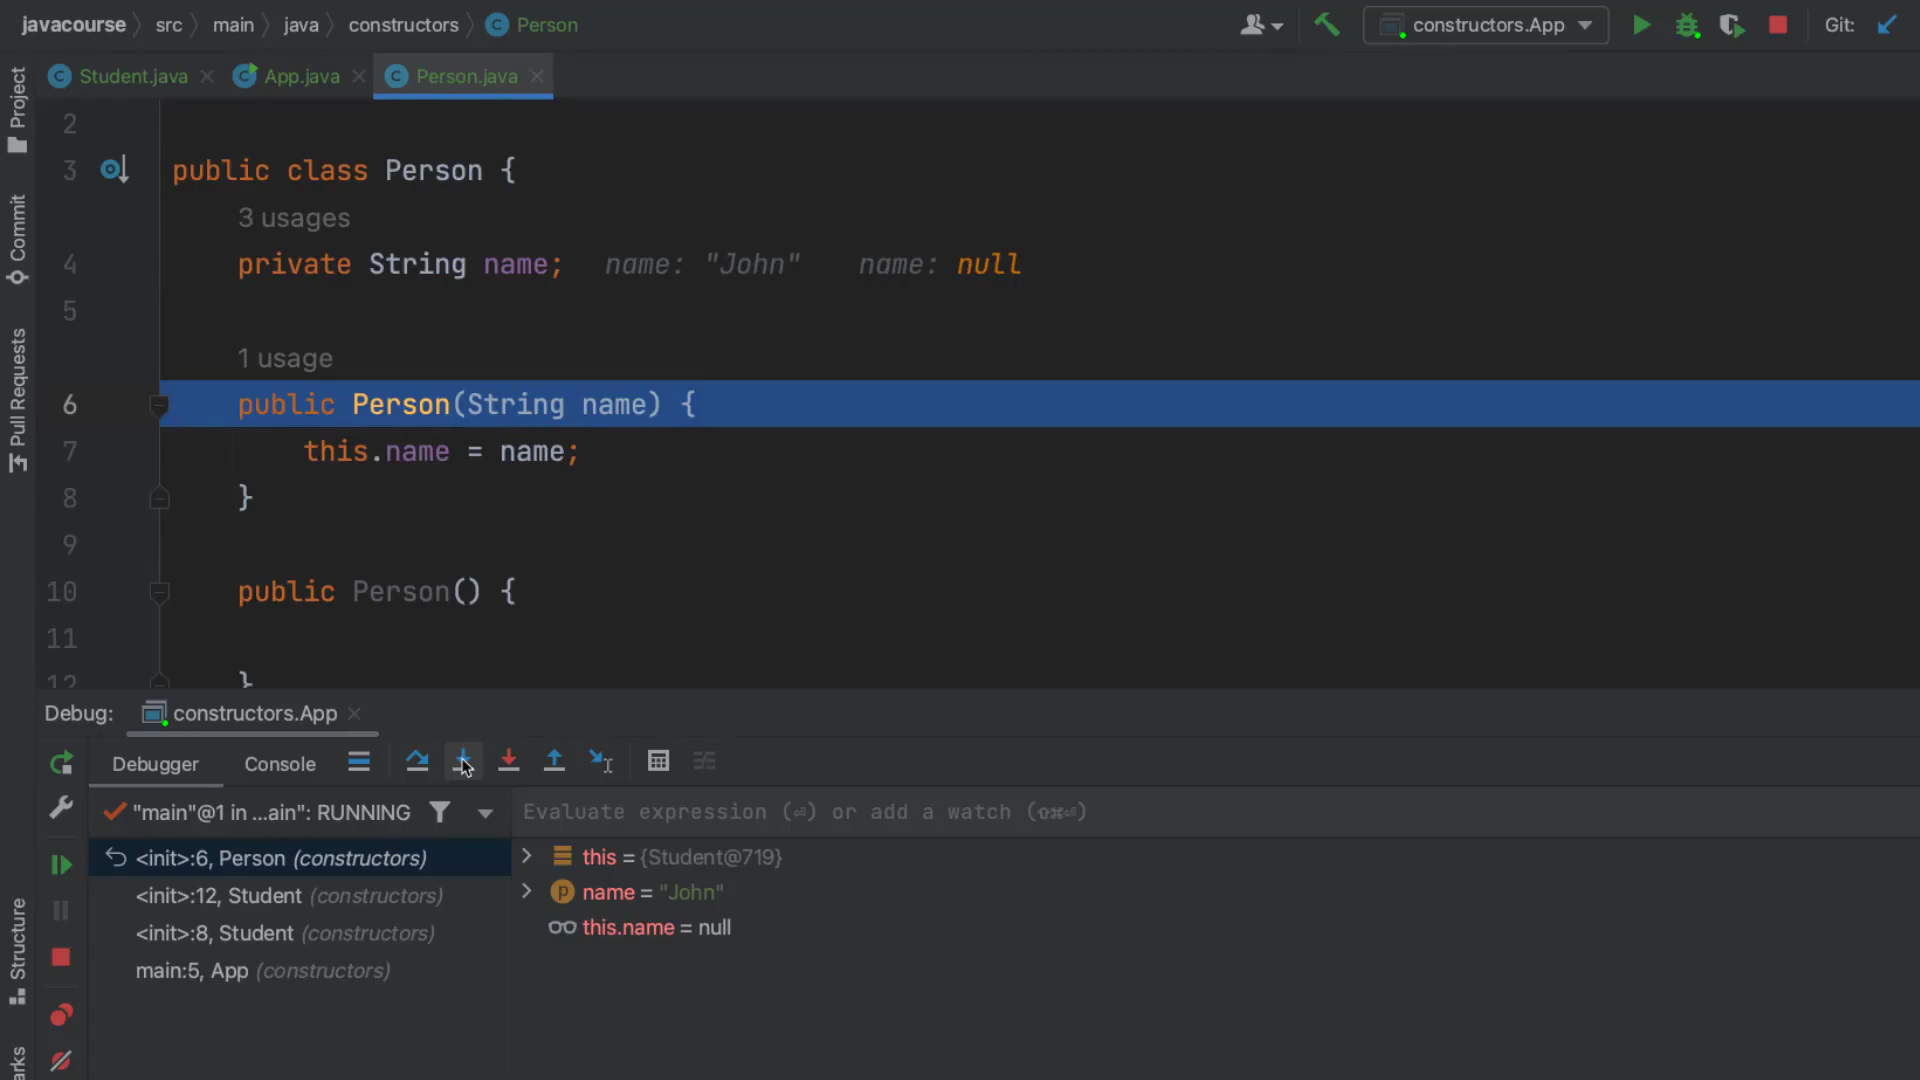 javacourse src main java constructors Person constructors.App Git:
Student.java App.java Person.java
Project
Commit
Pull Requests
Structure
2
3 public class Person {
3 usages
4 private String name; name: "John" name: null
5
1 usage
6 public Person(String name) {
7 this.name = name;
8 }
9
10 public Person() {
11
12 }
Debug: constructors.App
Debugger Console
"main"@1 in ...ain": RUNNING
Evaluate expression (⏎) or add a watch (⇧⌘⏎)
<init>:6, Person (constructors)
<init>:12, Student (constructors)
<init>:8, Student (constructors)
main:5, App (constructors)
this = {Student@719}
p name = "John"
this.name = null